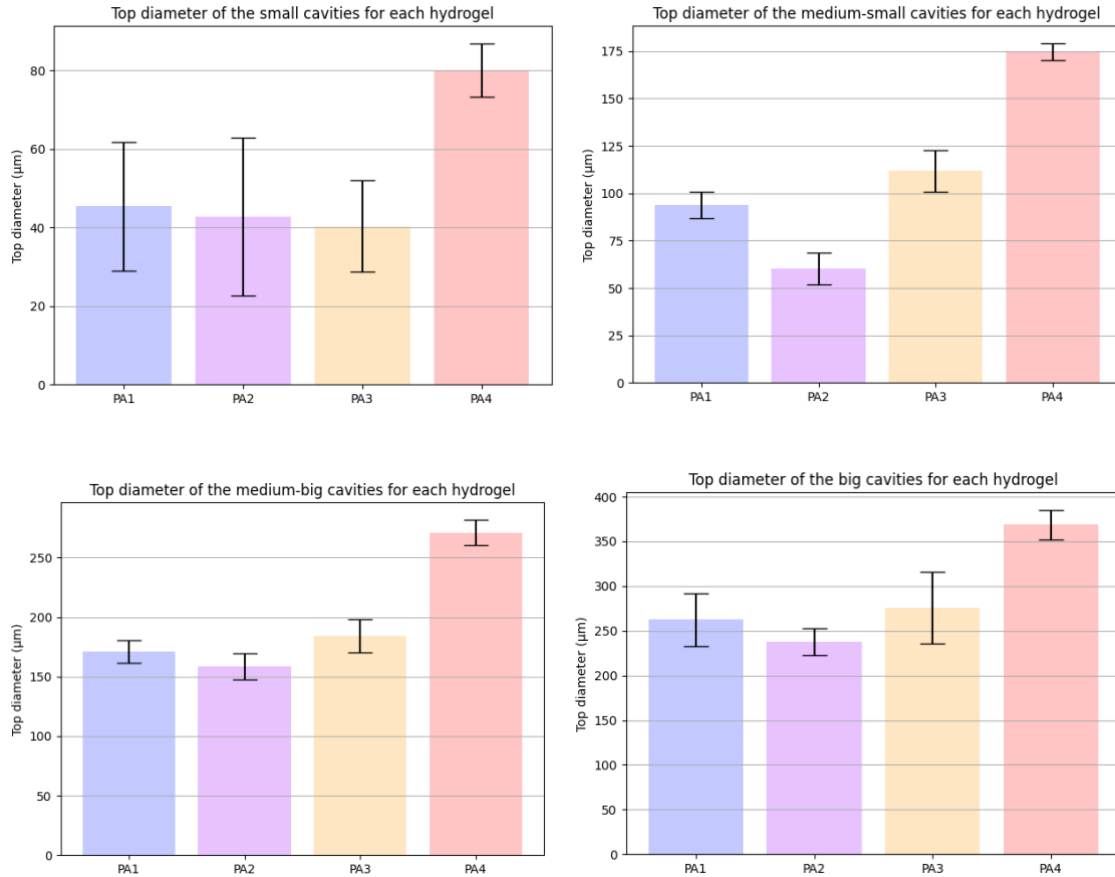 Top diameter of the small cavities for each hydrogel
Top diameter (µm)
80
60
40
20
0
PA1 PA2 PA3 PA4
Top diameter of the medium-small cavities for each hydrogel
Top diameter (µm)
175
150
125
100
75
50
25
0
PA1 PA2 PA3 PA4
Top diameter of the medium-big cavities for each hydrogel
Top diameter (µm)
250
200
150
100
50
0
PA1 PA2 PA3 PA4
Top diameter of the big cavities for each hydrogel
Top diameter (µm)
400
350
300
250
200
150
100
50
0
PA1 PA2 PA3 PA4